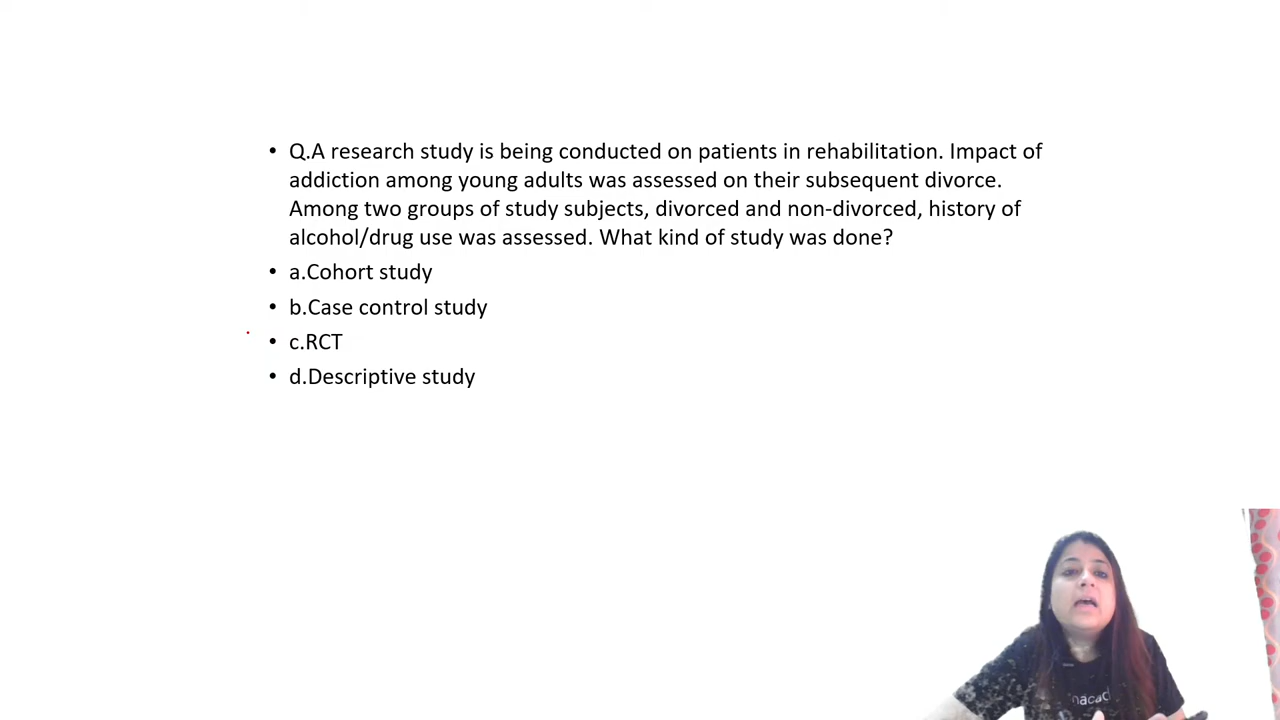 • Q.A research study is being conducted on patients in rehabilitation. Impact of
addiction among young adults was assessed on their subsequent divorce.
Among two groups of study subjects, divorced and non-divorced, history of
alcohol/drug use was assessed. What kind of study was done?
• a.Cohort study
• b.Case control study
• c.RCT
• d.Descriptive study